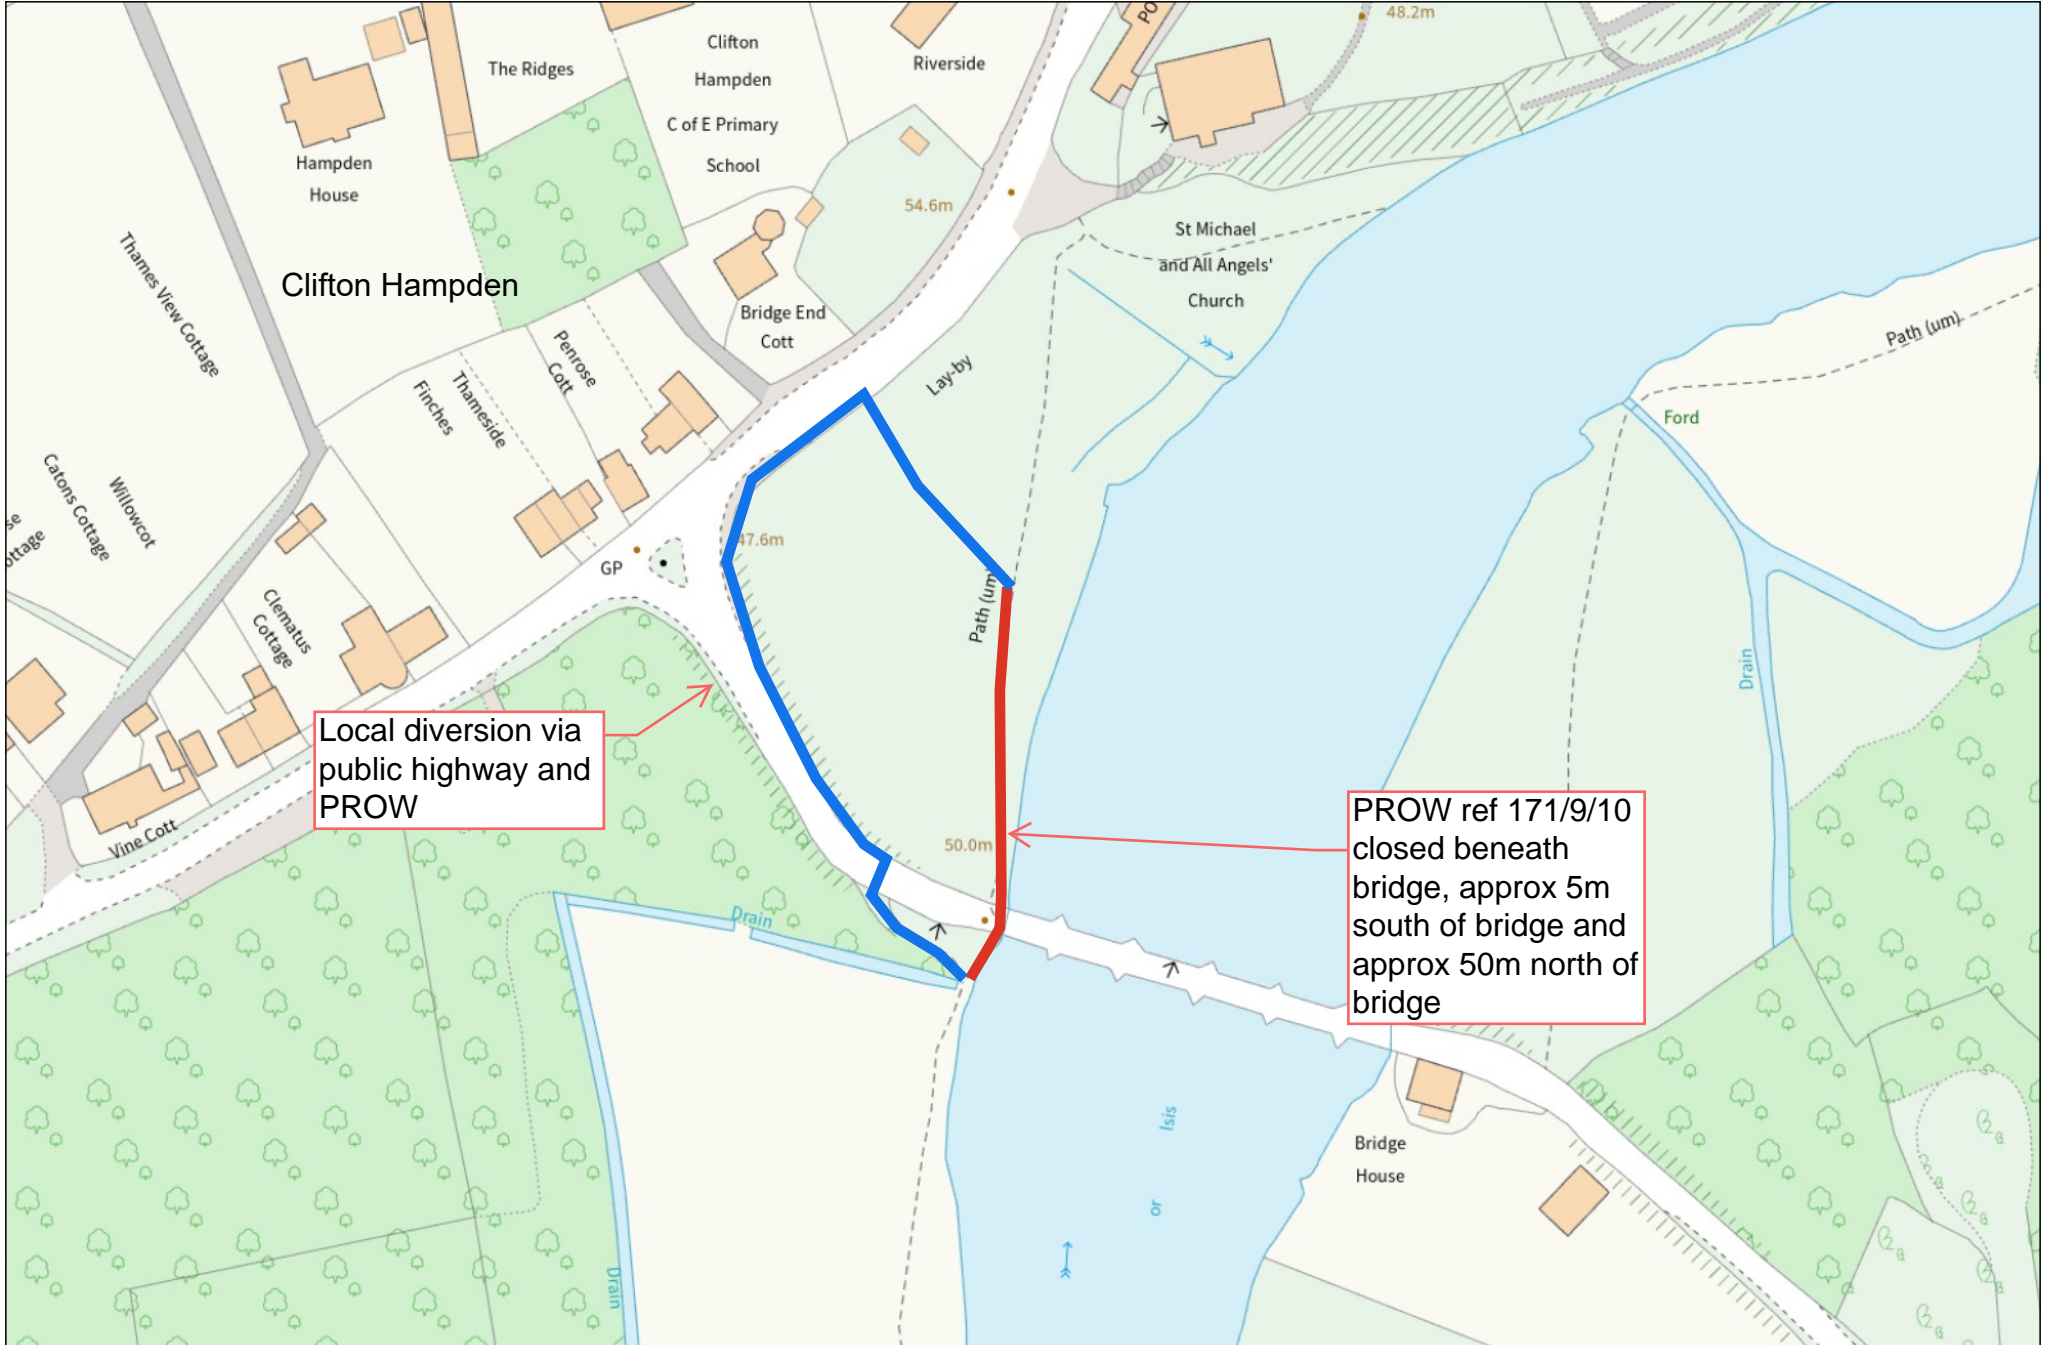 48.2m
PO
Clifton
Hampden
C of E Primary
School
The Ridges
Riverside
Hampden
House
54.6m
St Michael
and All Angels'
Church
Thames View Cottage
Clifton Hampden
Bridge End
Cott
Path (um)
Penrose
Cott
Thameside
Finches
Lay-by
Ford
Willowcot
Catons Cottage
se
ottage
47.6m
GP
Path (um)
Clematus
Cottage
Drain
Local diversion via
public highway and
PROW
PROW ref 171/9/10
closed beneath
bridge, approx 5m
south of bridge and
approx 50m north of
bridge
Vine Cott
50.0m
Drain
Isis
or
Bridge
House
Drain